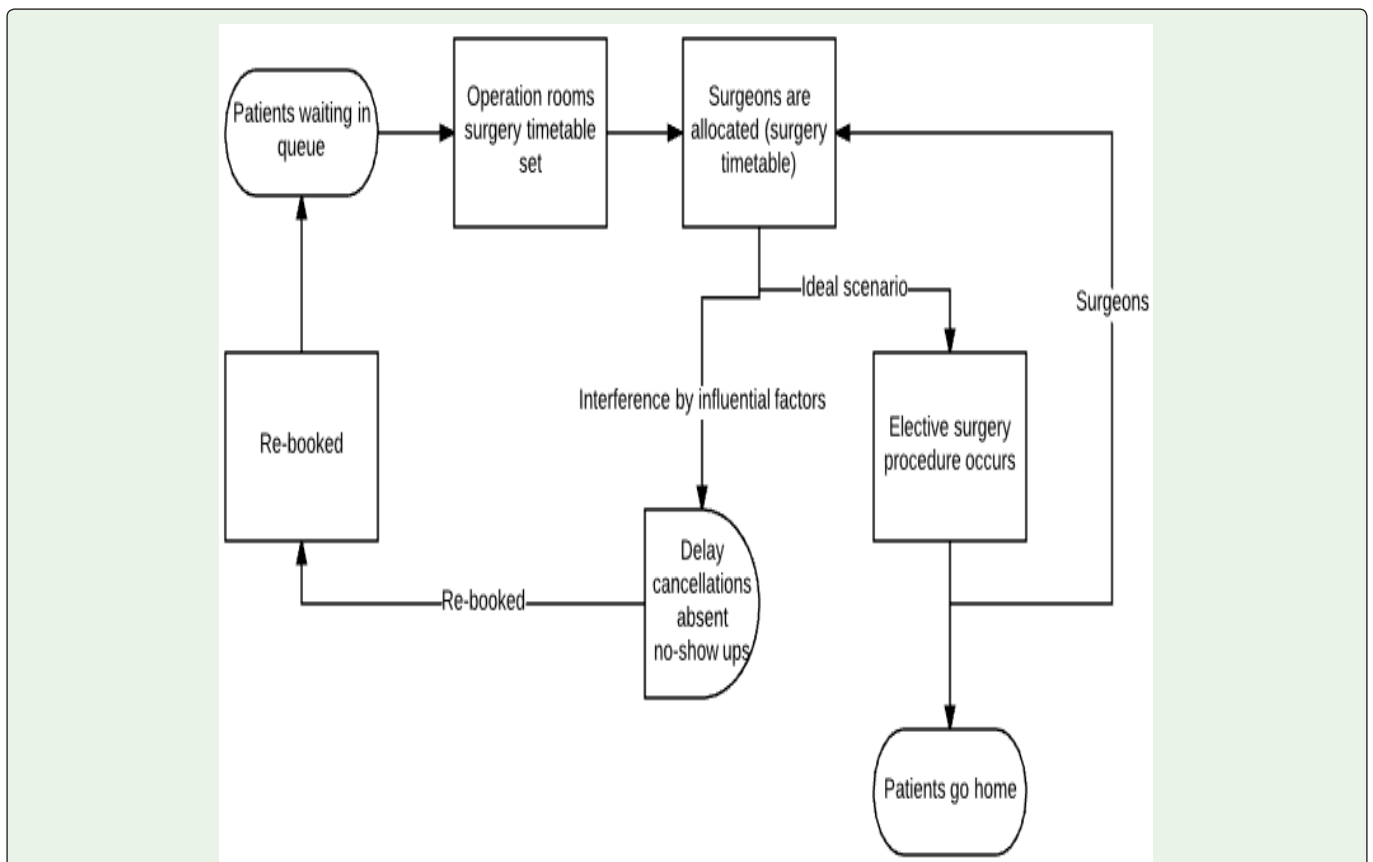 Patients waiting in
queue
Operation rooms
surgery timetable
set
Surgeons are
allocated (surgery
timetable)
Ideal scenario
Surgeons
Interference by influential factors
Re-booked
Elective surgery
procedure occurs
Delay
cancellations
absent
no-show ups
Re-booked
Patients go home